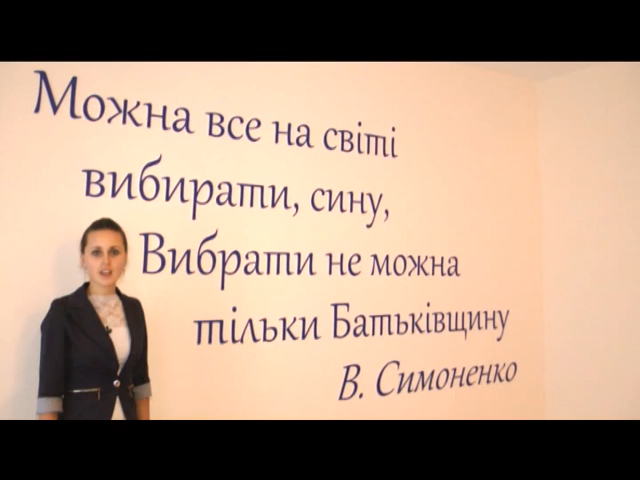 Можна все на світі
вибирати, сину,
Вибрати не можна
тільки Батьківщину
В. Симоненко